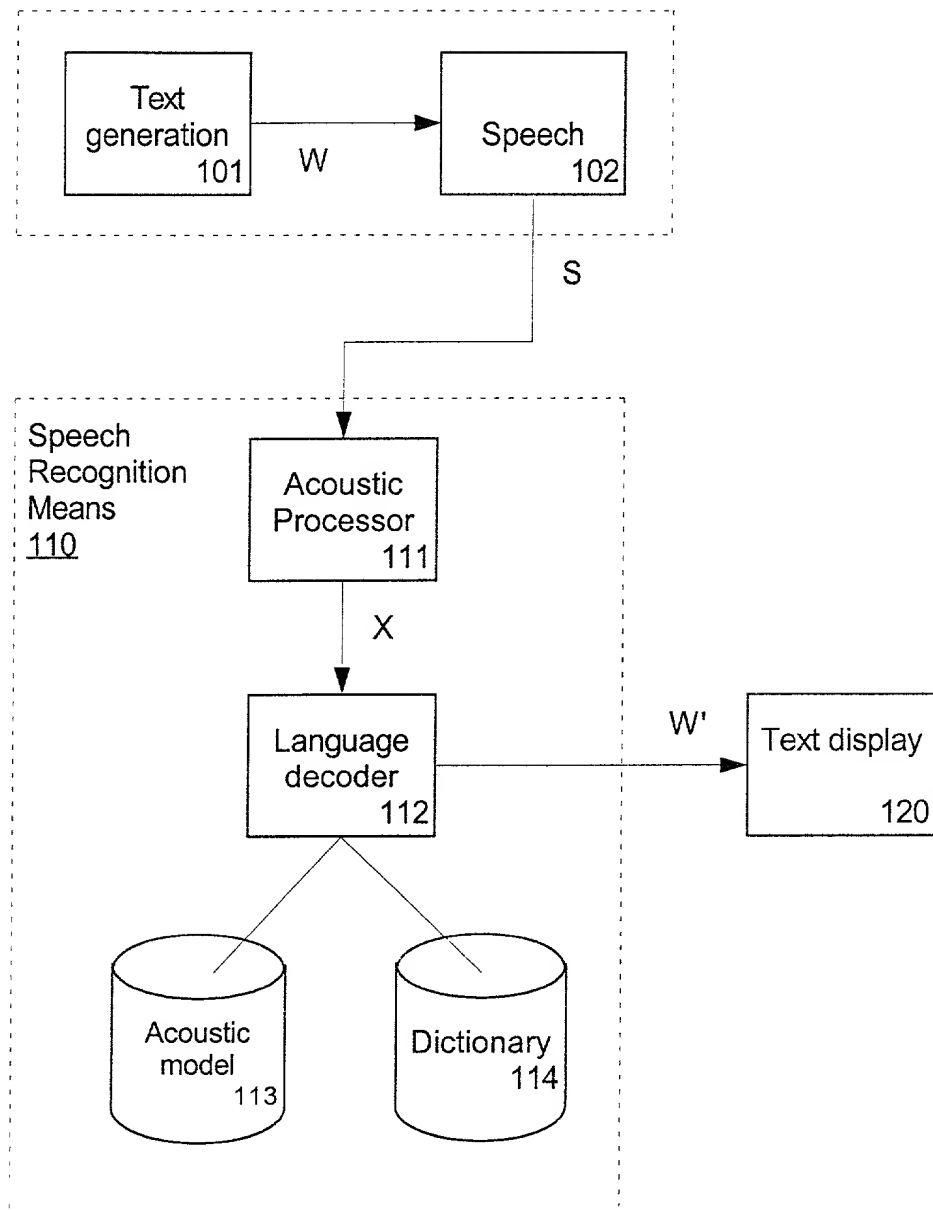 Text
generation
101
W
Speech
102
S
Speech
Recognition
Means
110
Acoustic
Processor
111
X
Language
decoder
112
W'
Text display
120
Acoustic
model
113
Dictionary
114